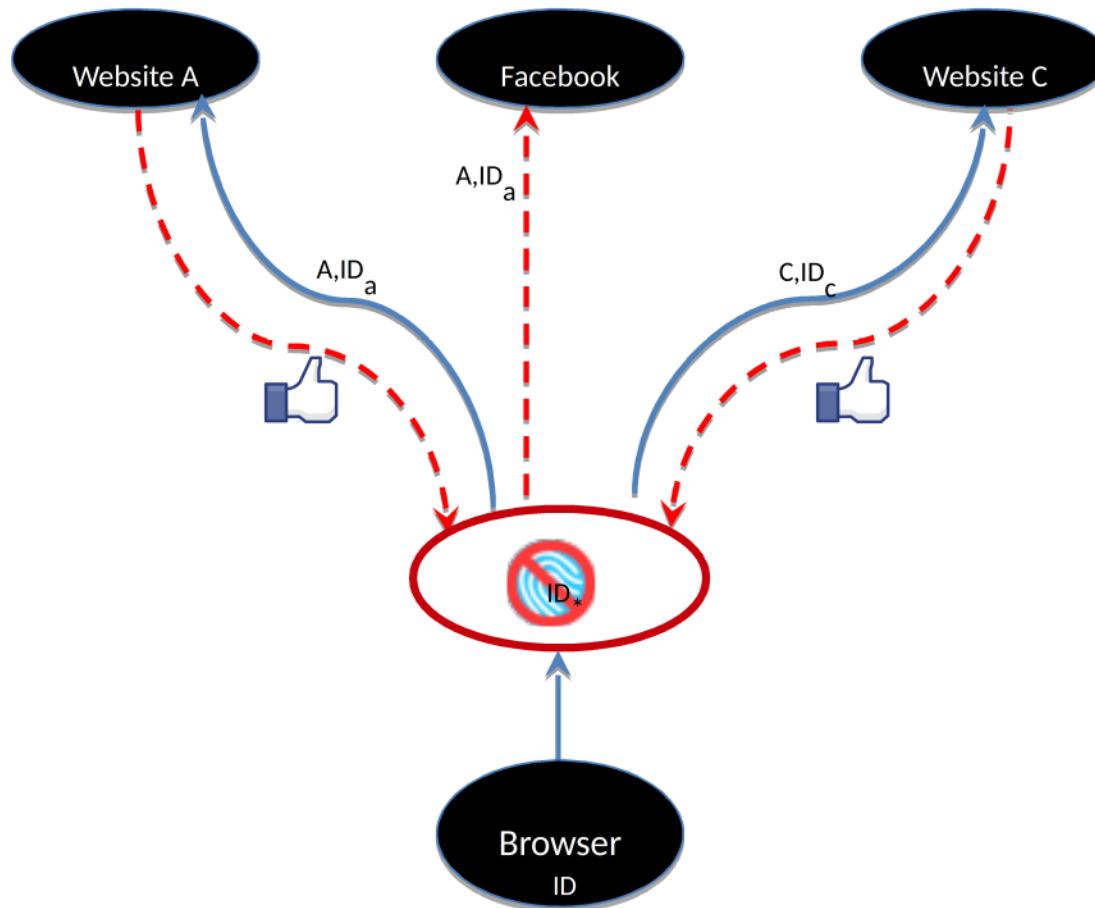 Website A
Facebook
Website C
A,IDa
A,IDa
C,IDc
ID*
Browser
ID